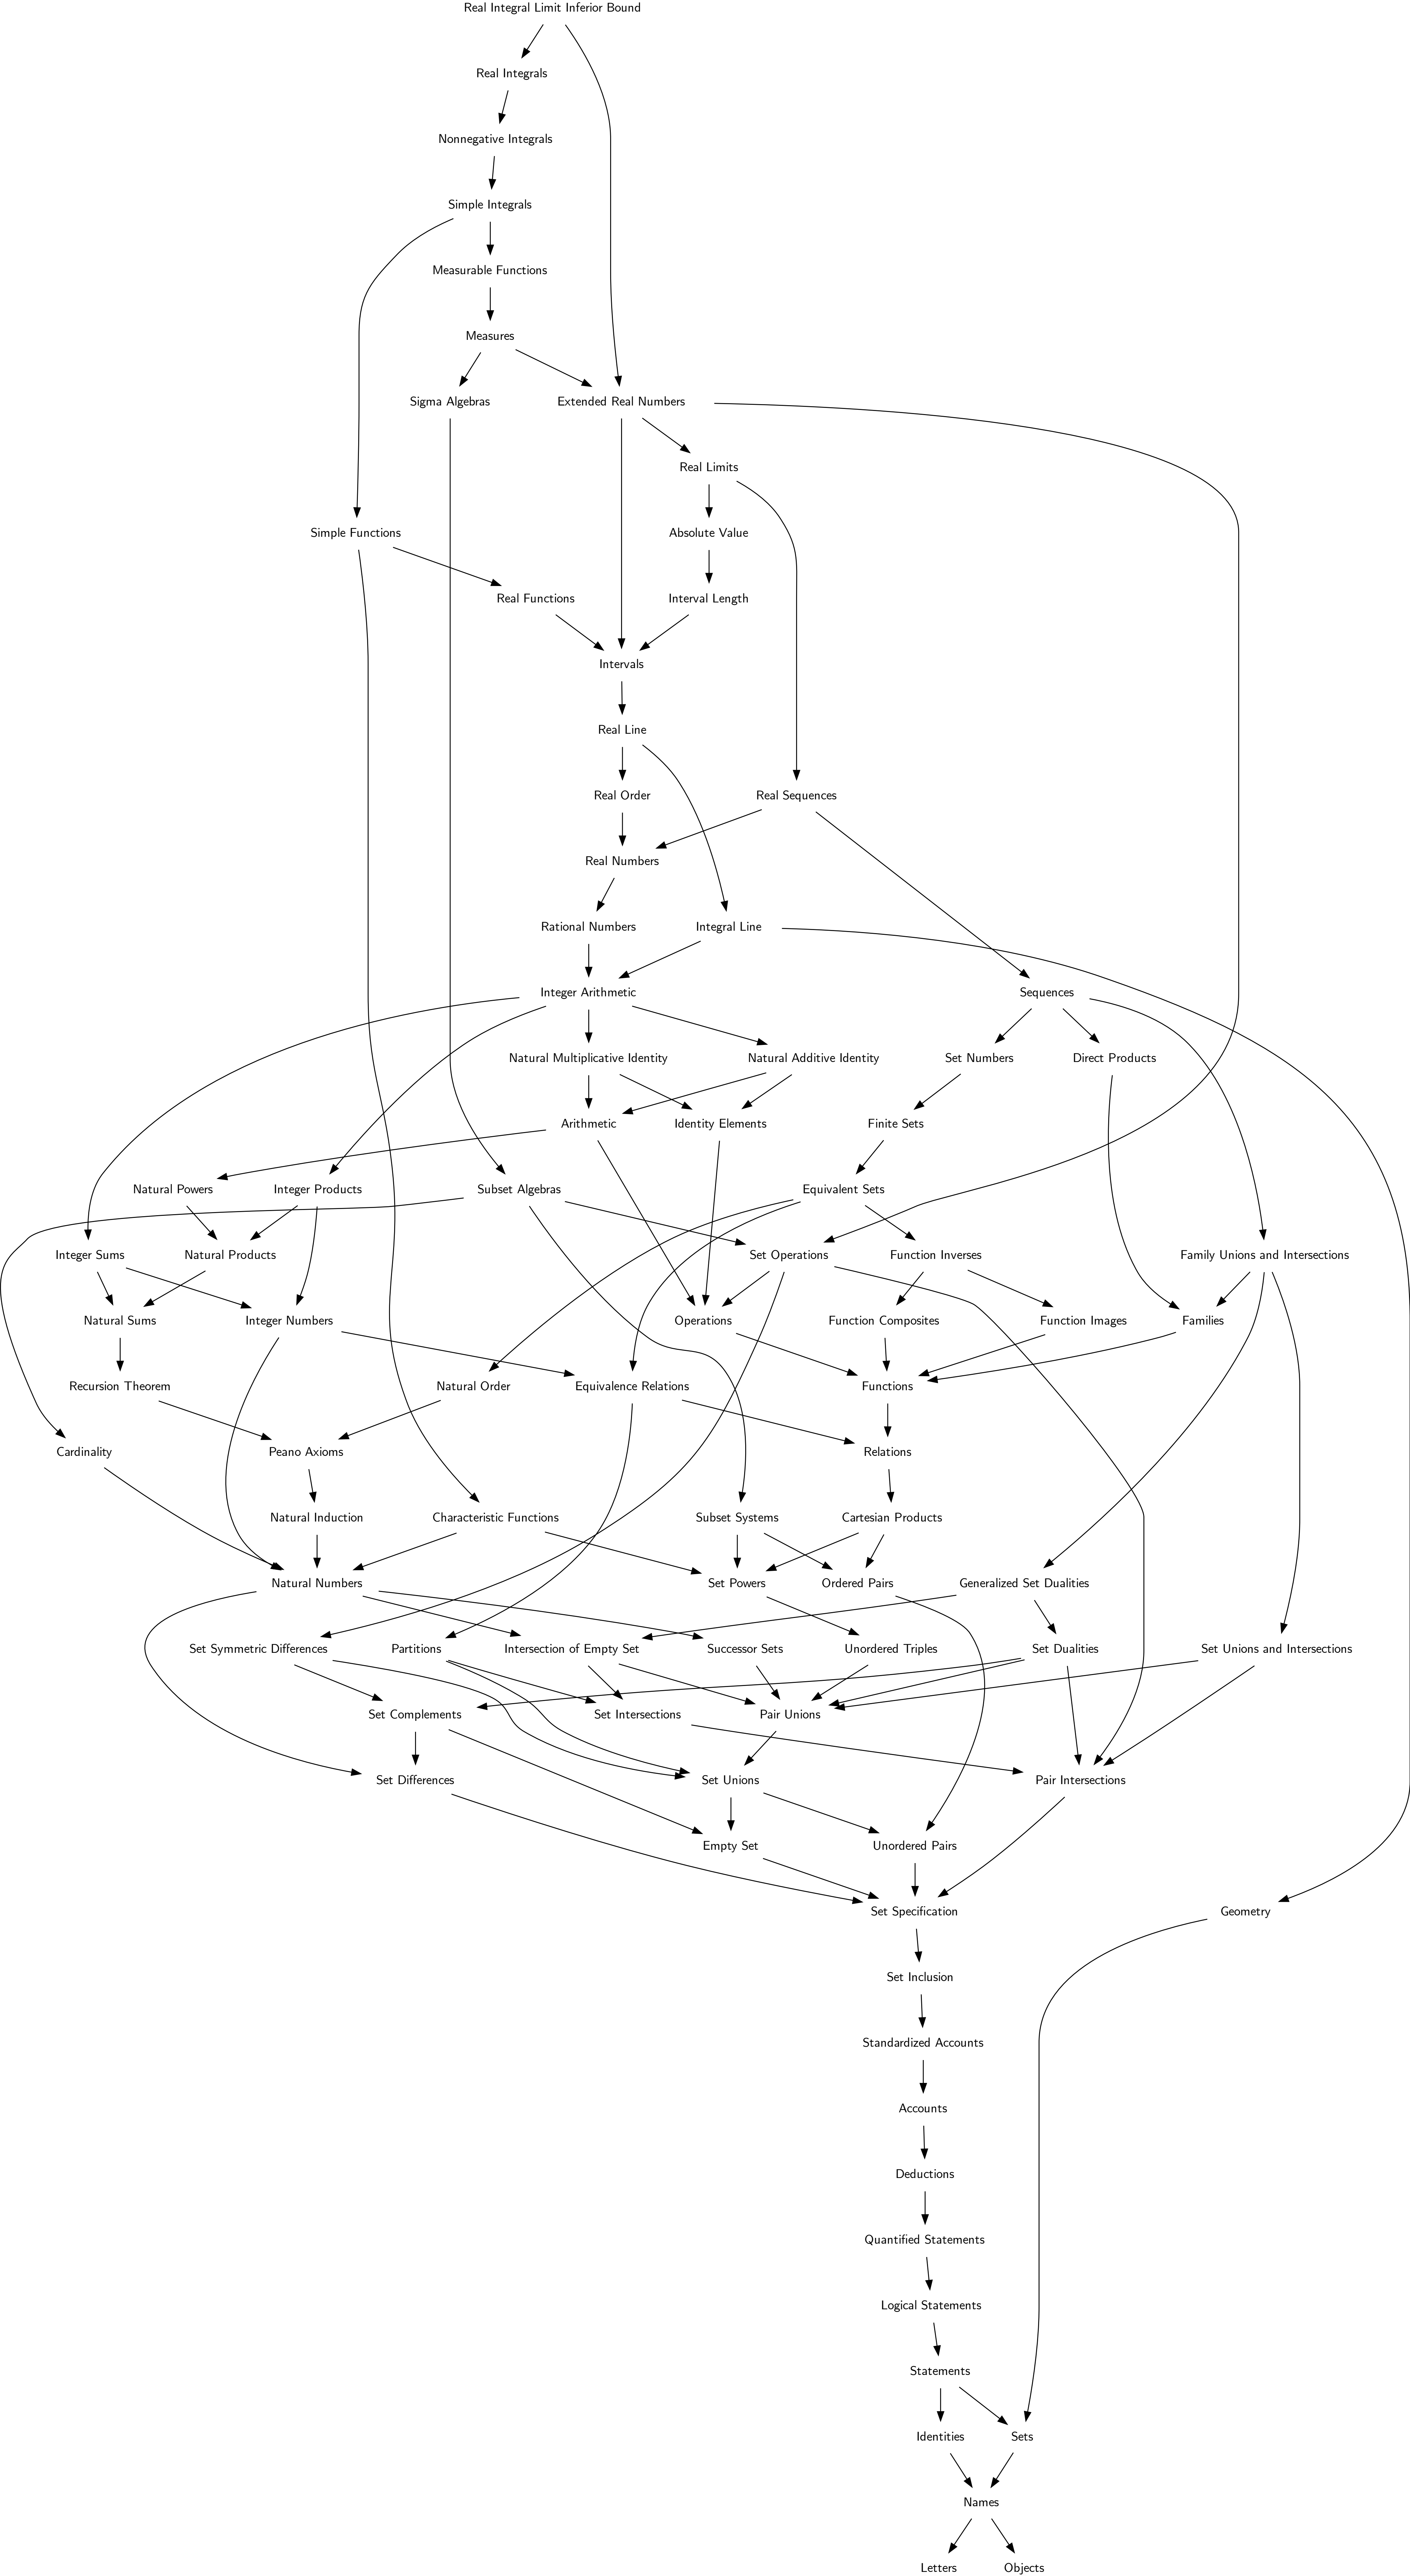 Real Integral Limit Inferior Bound
Real Integrals
Nonnegative Integrals
Simple Integrals
Measurable Functions
Measures
Sigma Algebras
Extended Real Numbers
Real Limits
Simple Functions
Absolute Value
Real Functions
Interval Length
Intervals
Real Line
Real Order
Real Sequences
Real Numbers
Rational Numbers
Integral Line
Integer Arithmetic
Sequences
Natural Multiplicative Identity
Natural Additive Identity
Set Numbers
Direct Products
Arithmetic
Identity Elements
Finite Sets
Natural Powers
Integer Products
Subset Algebras
Equivalent Sets
Integer Sums
Natural Products
Set Operations
Function Inverses
Family Unions and Intersections
Natural Sums
Integer Numbers
Operations
Function Composites
Function Images
Families
Recursion Theorem
Natural Order
Equivalence Relations
Functions
Cardinality
Peano Axioms
Relations
Natural Induction
Characteristic Functions
Subset Systems
Cartesian Products
Natural Numbers
Set Powers
Ordered Pairs
Generalized Set Dualities
Set Symmetric Differences
Partitions
Intersection of Empty Set
Successor Sets
Unordered Triples
Set Dualities
Set Unions and Intersections
Set Complements
Set Intersections
Pair Unions
Set Differences
Set Unions
Pair Intersections
Empty Set
Unordered Pairs
Set Specification
Geometry
Set Inclusion
Standardized Accounts
Accounts
Deductions
Quantified Statements
Logical Statements
Statements
Identities
Sets
Names
Letters
Objects